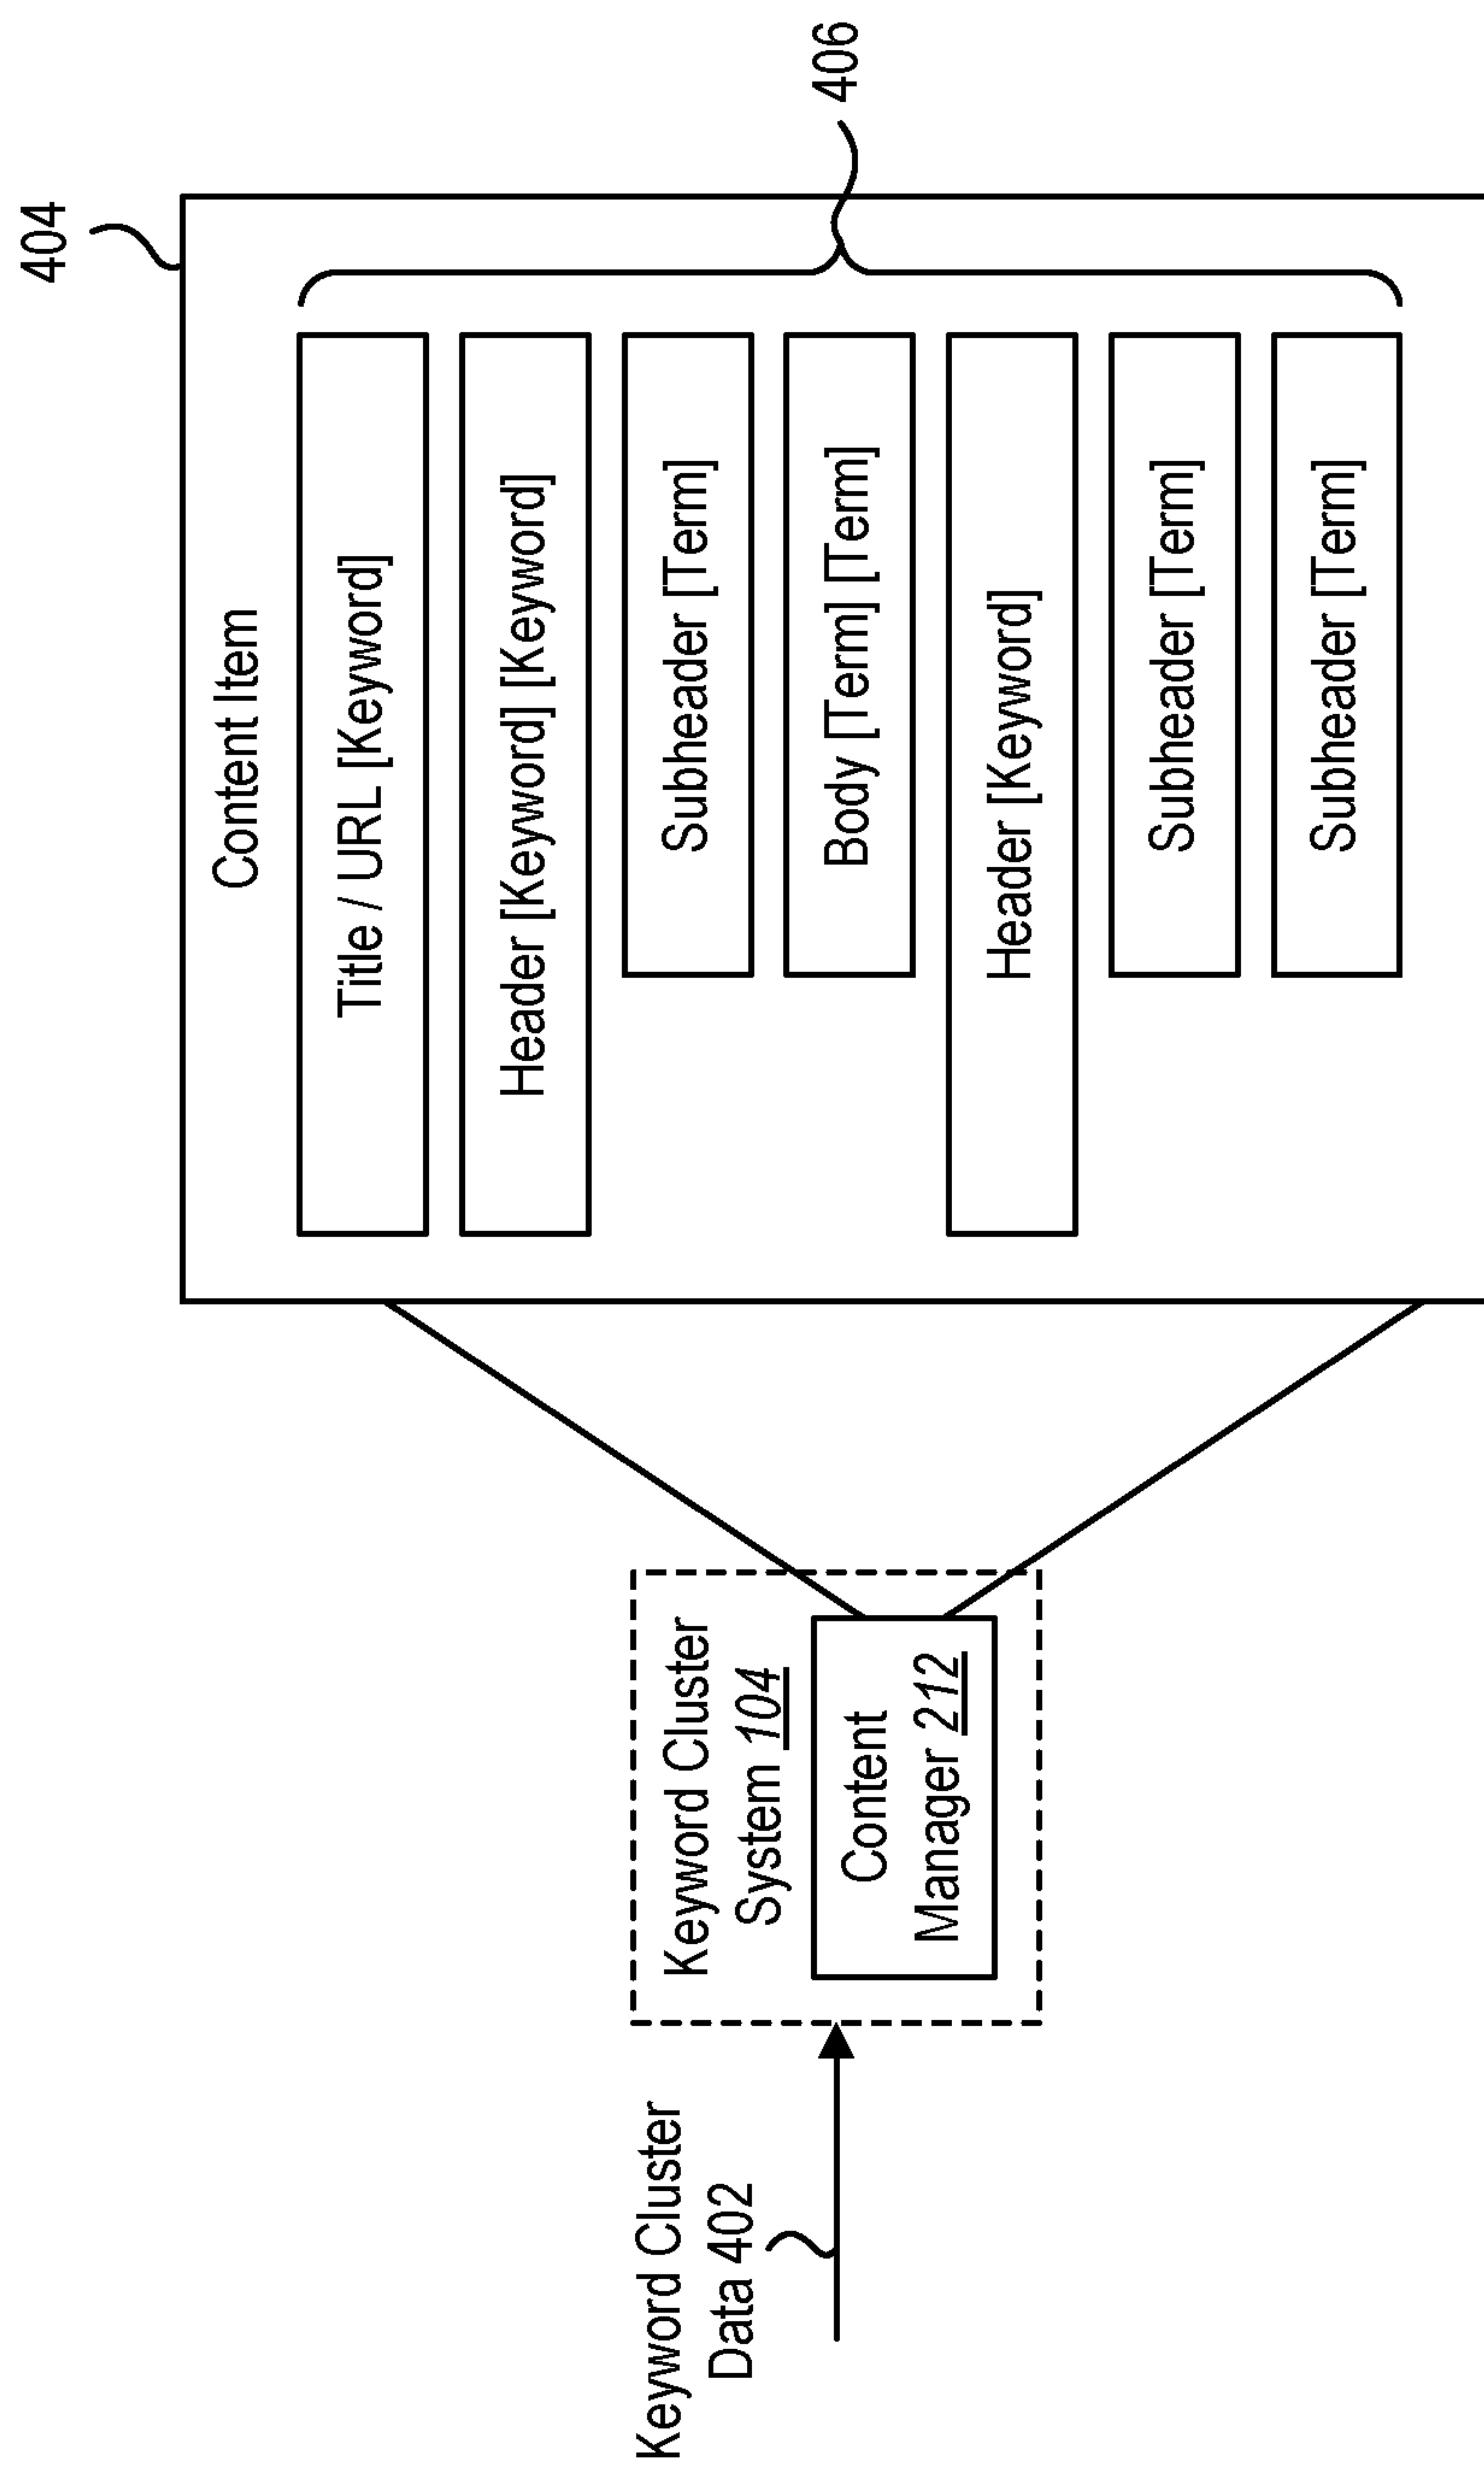 Keyword Cluster
Data 402
Keyword Cluster
System 104
Content
Manager 212
404
Content Item
Title / URL [Keyword]
Header [Keyword] [Keyword]
Subheader [Term]
Body [Term] [Term]
Header [Keyword]
Subheader [Term]
Subheader [Term]
406